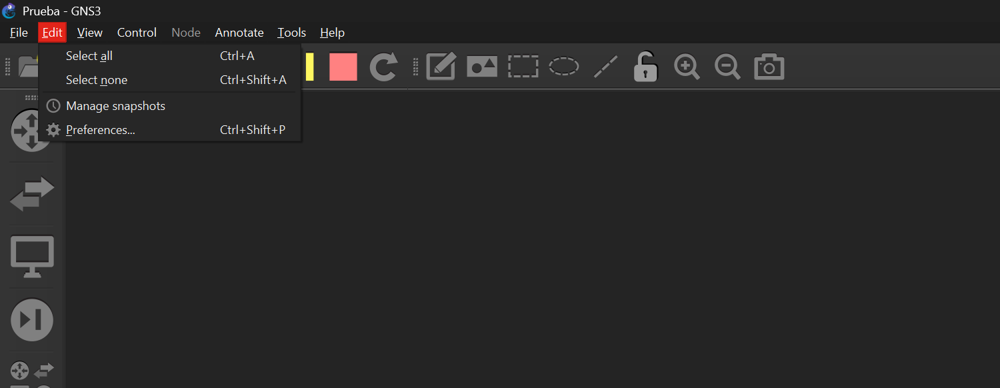 Prueba - GNS3
File Edit View Control Node Annotate Tools Help
Select all Ctrl+A
Select none Ctrl+Shift+A
Manage snapshots
Preferences... Ctrl+Shift+P